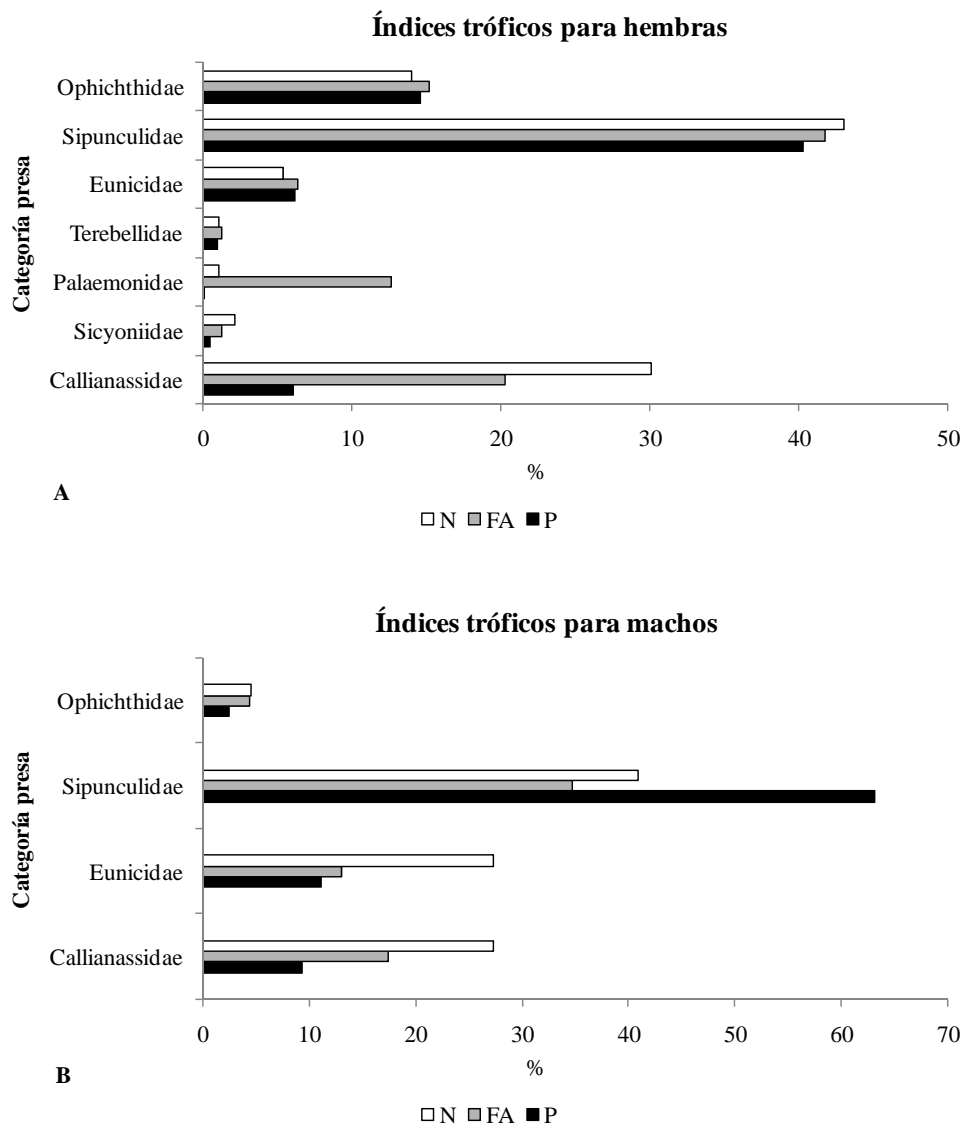 Índices tróficos para hembras
Categoría presa
Ophichthidae
Sipunculidae
Eunicidae
Terebellidae
Palaemonidae
Sicyoniidae
Callianassidae
0 10 20 30 40 50
%
A
N FA P
Índices tróficos para machos
Categoría presa
Ophichthidae
Sipunculidae
Eunicidae
Callianassidae
0 10 20 30 40 50 60 70
%
B
N FA P